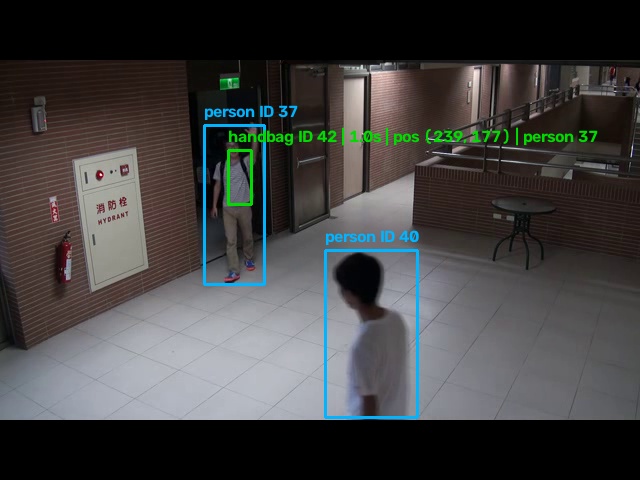 person ID 37
handbag ID 42 | 1.0s | pos (239, 177) | person 37
消防栓
HYDRANT
person ID 40